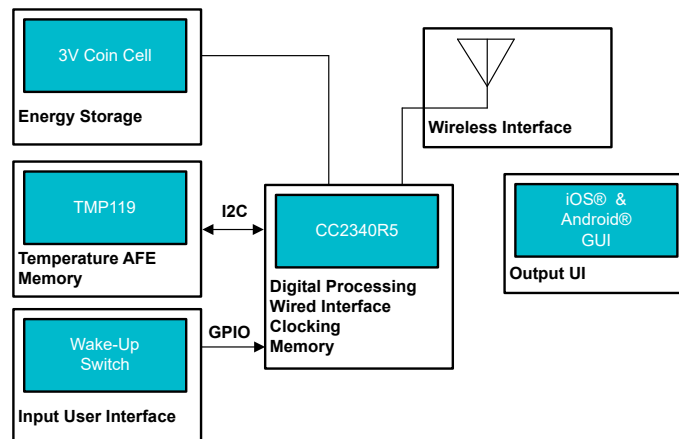 3V Coin Cell
Energy Storage
Wireless Interface
TMP119
Temperature AFE
Memory
I2C
CC2340R5
Digital Processing
Wired Interface
Clocking
Memory
iOS® &
Android®
GUI
Output UI
GPIO
Wake-Up
Switch
Input User Interface